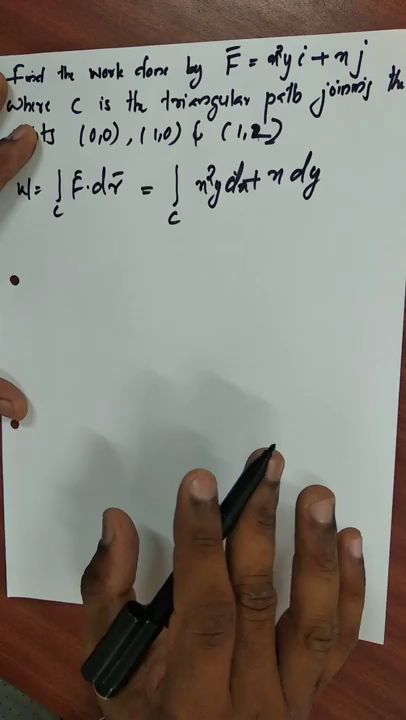 Find the work done by F̄ = x²y i + x j
where C is the triangular path joining the
(0,0), (1,0) & (1,2)
W = ∫_C F̄·dr̄ = ∫_C x²y dx + x dy